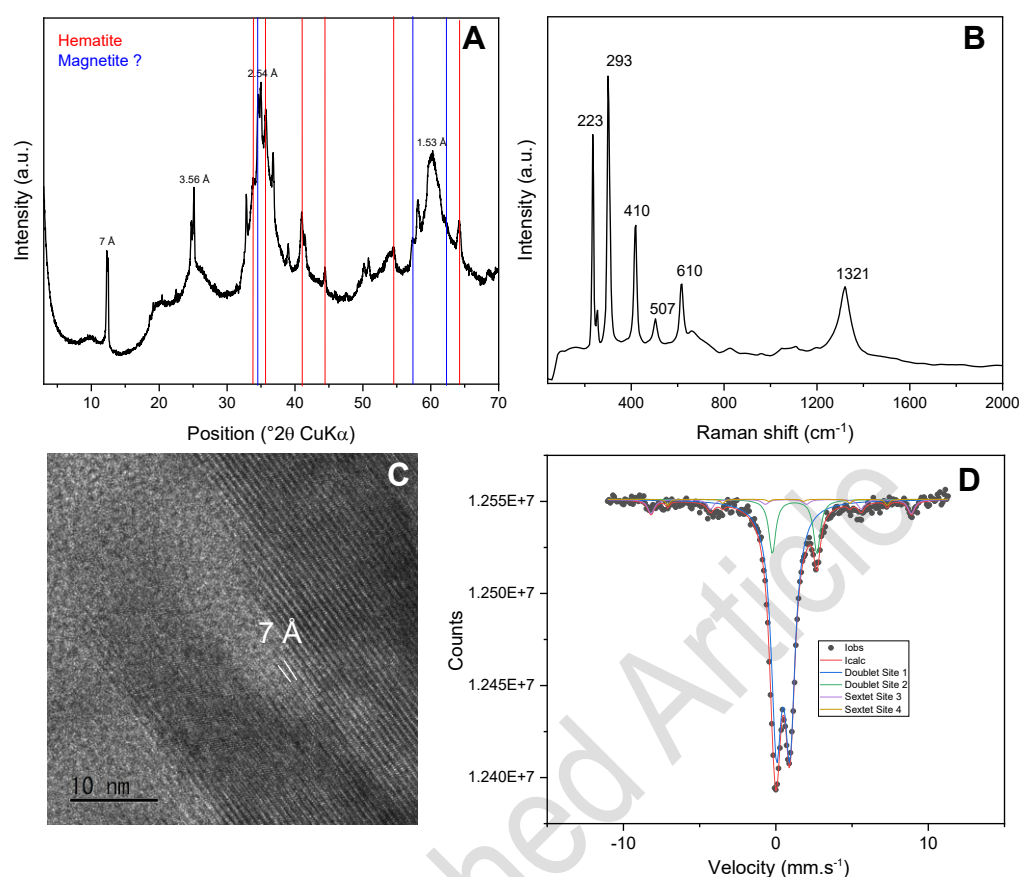 Hematite
Magnetite ?
A
2.54 Å
1.53 Å
3.56 Å
7 Å
Intensity (a.u.)
10 20 30 40 50 60 70
Position (°2θ CuKα)
B
293
223
410
610
507
1321
Intensity (a.u.)
400 800 1200 1600 2000
Raman shift (cm⁻¹)
C
7 Å
10 nm
D
1.255E+7
1.250E+7
1.245E+7
1.240E+7
Counts
Iobs
Icalc
Doublet Site 1
Doublet Site 2
Sextet Site 3
Sextet Site 4
-10 0 10
Velocity (mm.s⁻¹)
hed Article